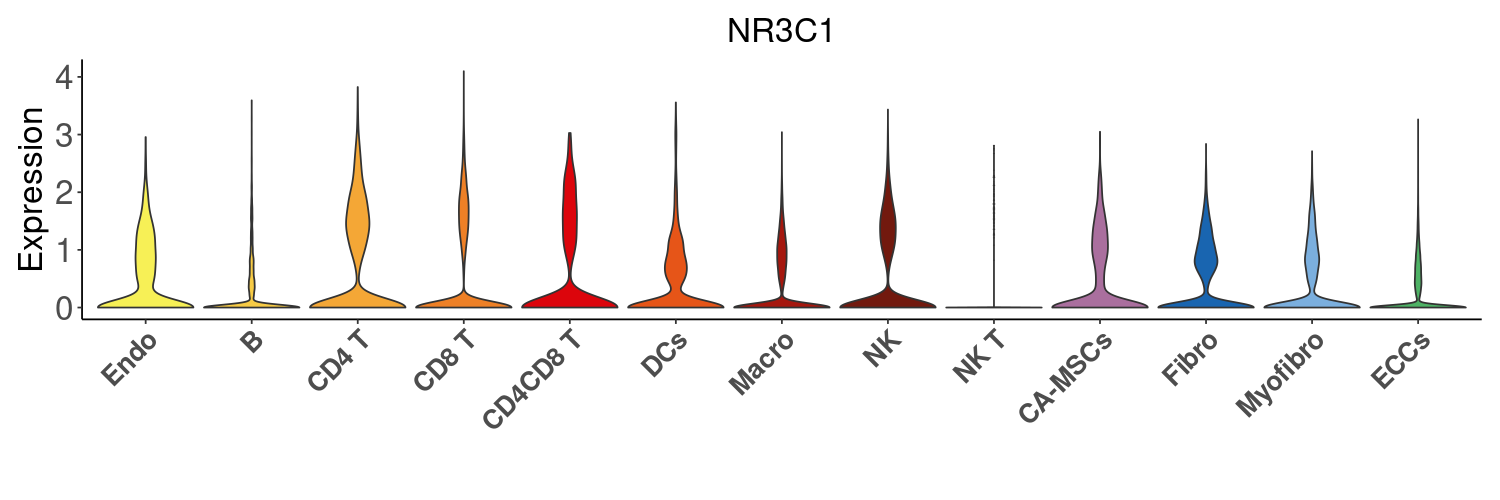 NR3C1
Expression
4
3
2
1
0
Endo
B
CD4 T
CD8 T
CD4CD8 T
DCs
Macro
NK
NK T
CA-MSCs
Fibro
Myofibro
ECCs